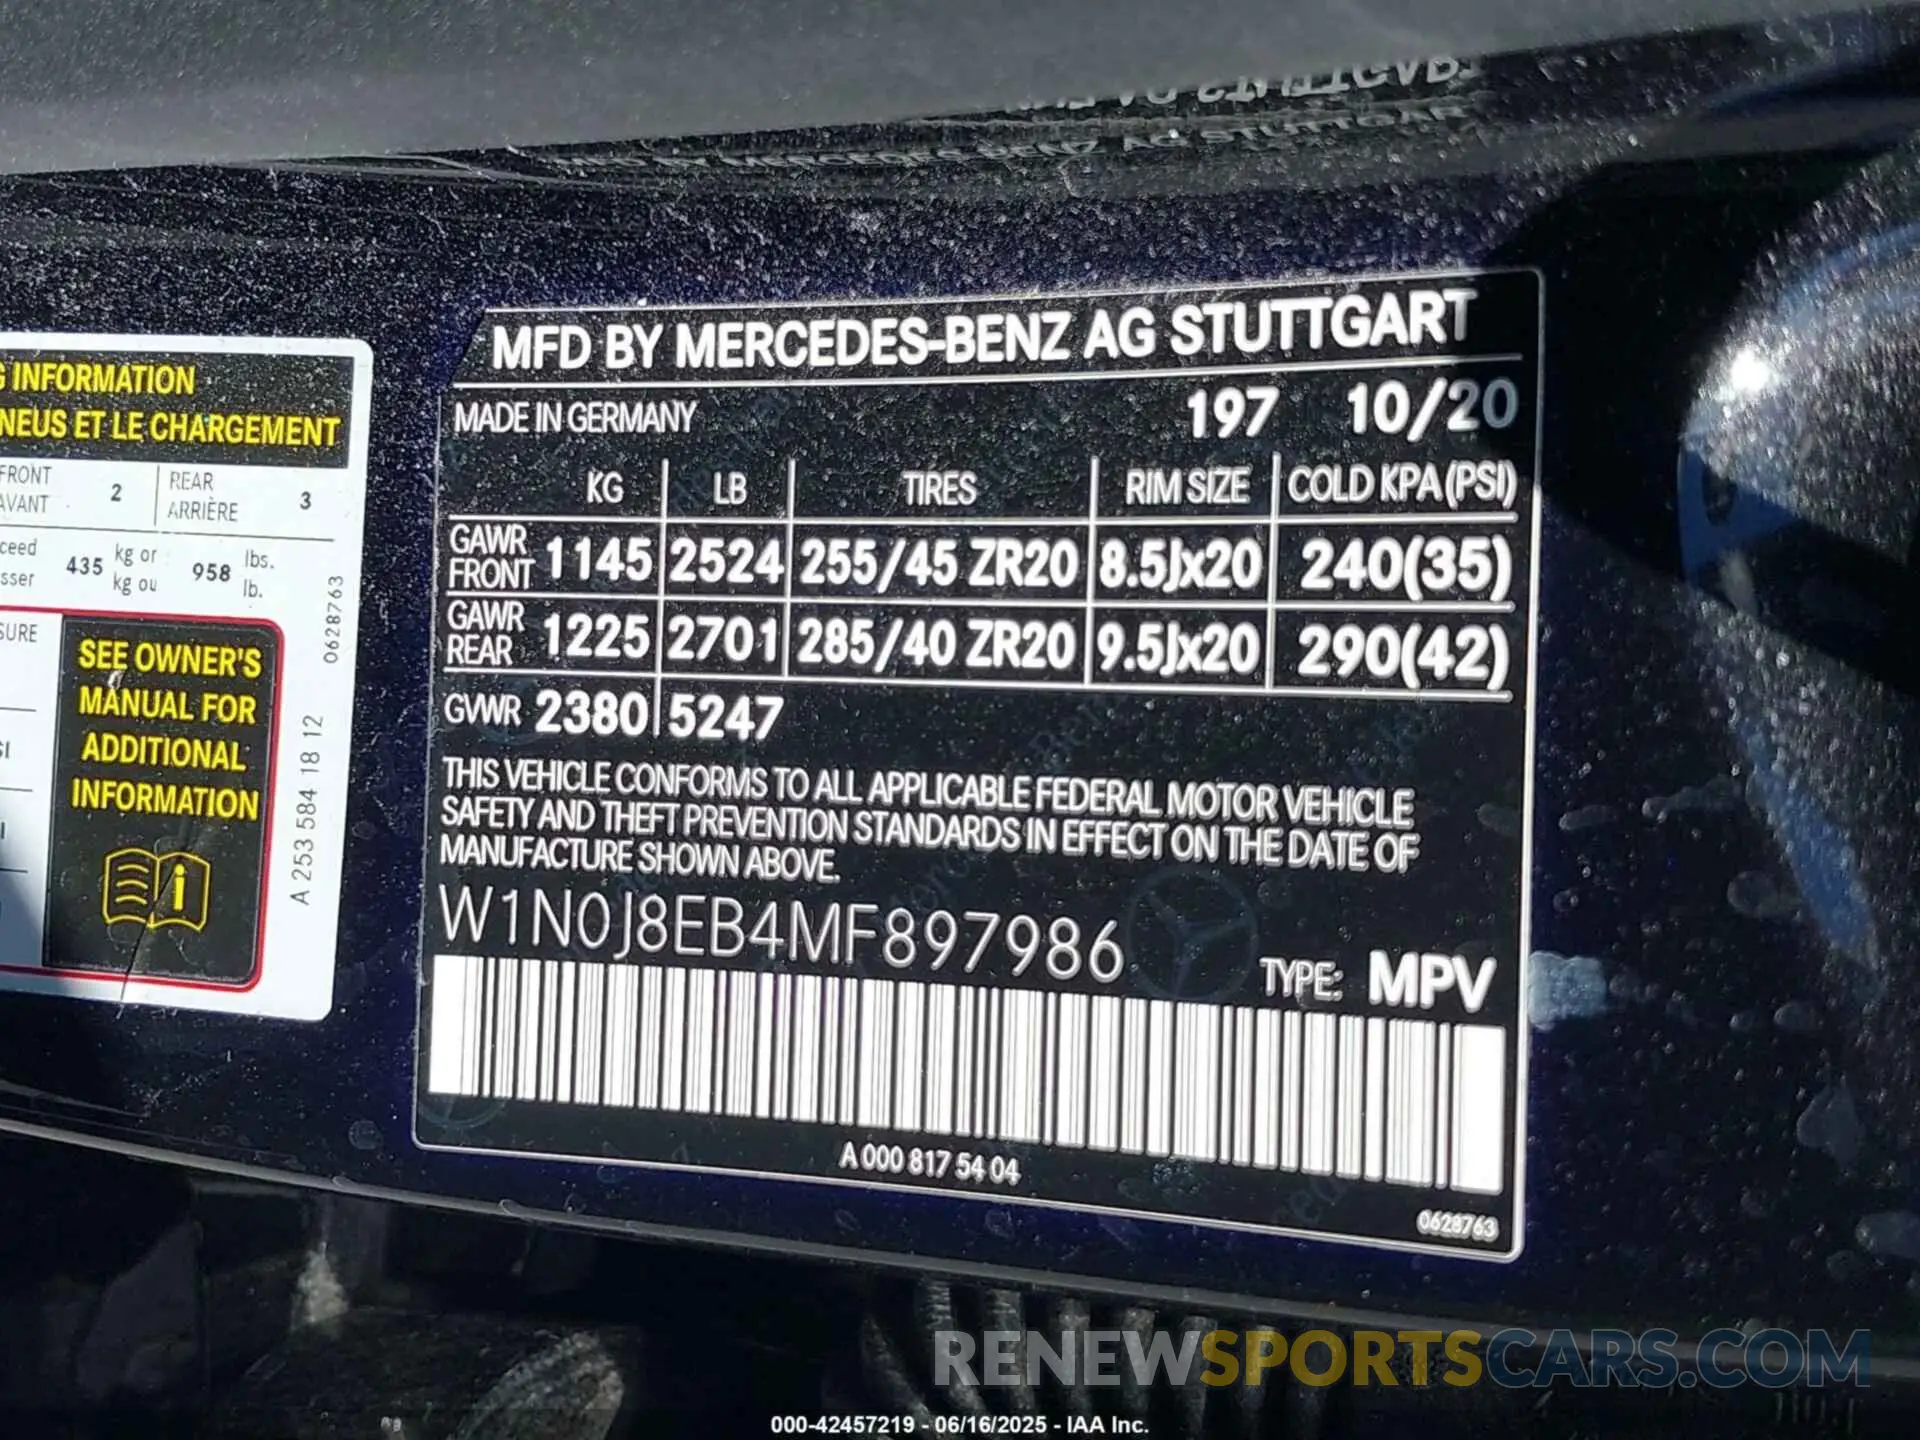 INFORMATION
NEUS ET LE CHARGEMENT
FRONT
AVANT
2
REAR
ARRIÈRE
3
kg or
kg ou
435
958
lbs.
lb.
SEE OWNER'S
MANUAL FOR
ADDITIONAL
INFORMATION
0628763
A 253 584 18 12
MFD BY MERCEDES-BENZ AG STUTTGART
MADE IN GERMANY 197 10/20
KG LB TIRES RIM SIZE COLD KPA (PSI)
GAWR FRONT 1145 2524 255/45 ZR20 8.5Jx20 240(35)
GAWR REAR 1225 2701 285/40 ZR20 9.5Jx20 290(42)
GVWR 2380 5247
THIS VEHICLE CONFORMS TO ALL APPLICABLE FEDERAL MOTOR VEHICLE
SAFETY AND THEFT PREVENTION STANDARDS IN EFFECT ON THE DATE OF
MANUFACTURE SHOWN ABOVE.
W1N0J8EB4MF897986
TYPE: MPV
A 000 817 54 04
0628763
RENEWSPORTSCARS.COM
000-42457219 - 06/16/2025 - IAA Inc.